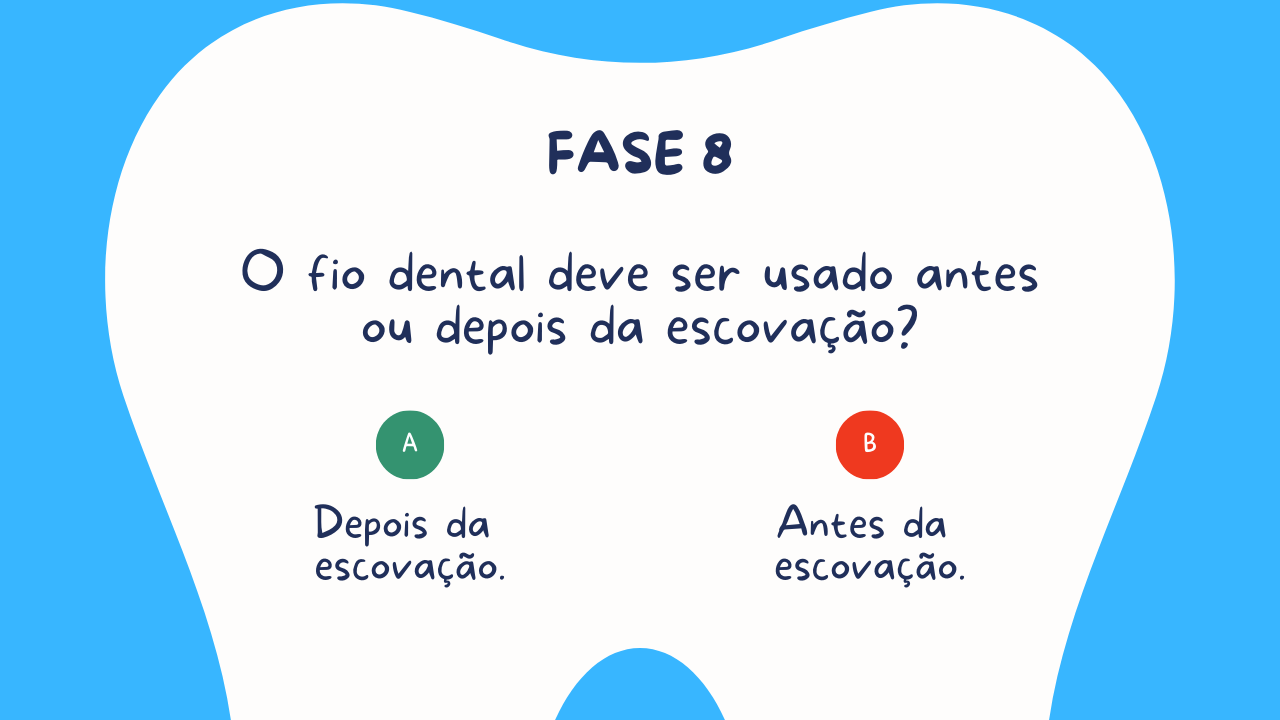 FASE 8
O fio dental deve ser usado antes
ou depois da escovação?
A
Depois da
escovação.
B
Antes da
escovação.